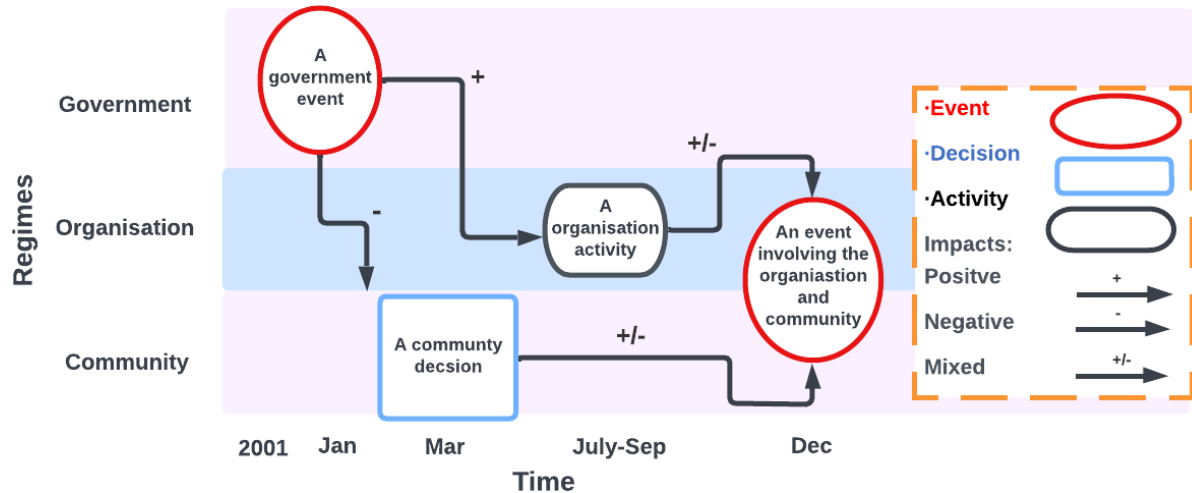 A
government
event
+
Government
+/-
·Event
·Decision
·Activity
Regimes
Organisation
-
A
organisation
activity
An event
involving the
organiastion
and
community
Impacts:
Positve
+
Negative
-
Mixed
+/-
Community
A communty
decsion
+/-
2001
Jan
Mar
July-Sep
Dec
Time